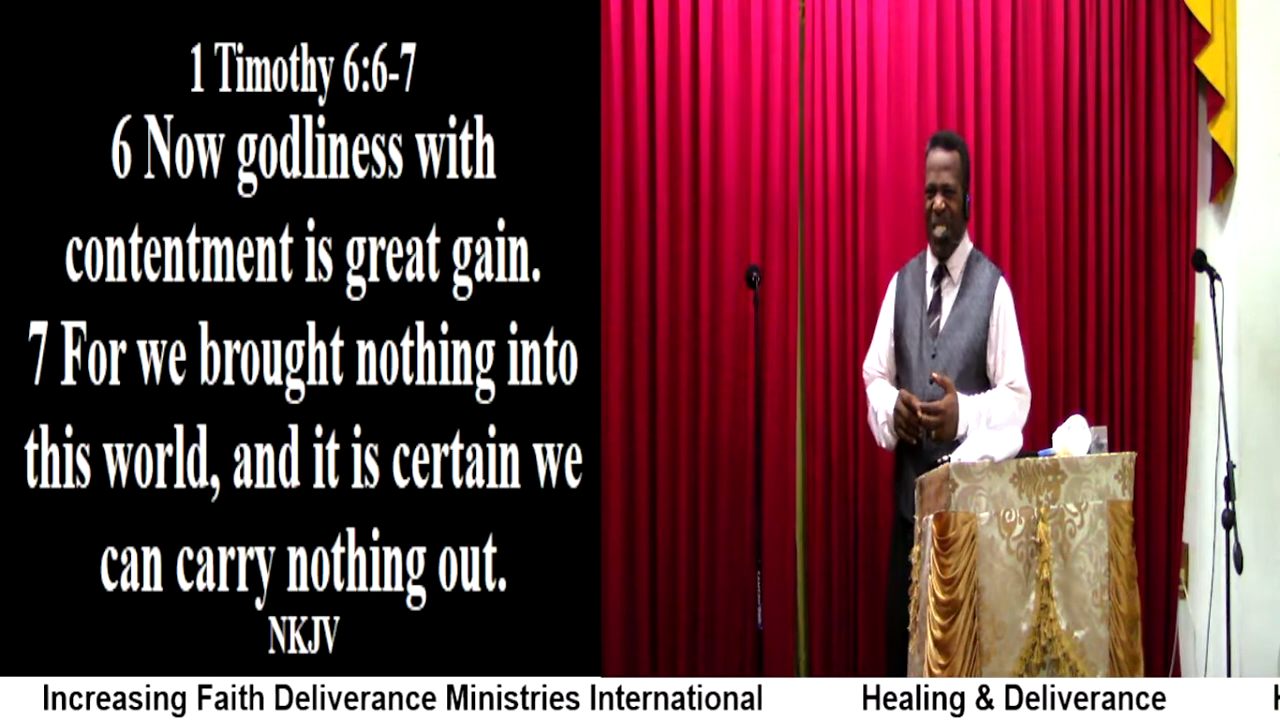 1 Timothy 6:6-7
6 Now godliness with
contentment is great gain.
7 For we brought nothing into
this world, and it is certain we
can carry nothing out.
NKJV
Increasing Faith Deliverance Ministries International Healing & Deliverance